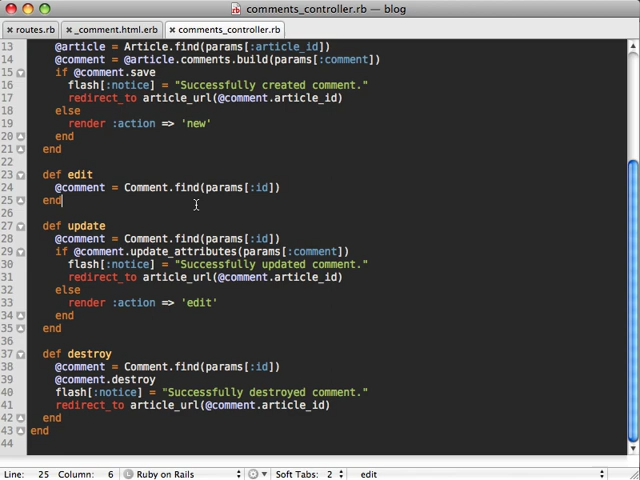 comments_controller.rb — blog
routes.rb _comment.html.erb comments_controller.rb
13 @article = Article.find(params[:article_id])
14 @comment = @article.comments.build(params[:comment])
15 if @comment.save
16 flash[:notice] = "Successfully created comment."
17 redirect_to article_url(@comment.article_id)
18 else
19 render :action => 'new'
20 end
21 end
22
23 def edit
24 @comment = Comment.find(params[:id])
25 end
26
27 def update
28 @comment = Comment.find(params[:id])
29 if @comment.update_attributes(params[:comment])
30 flash[:notice] = "Successfully updated comment."
31 redirect_to article_url(@comment.article_id)
32 else
33 render :action => 'edit'
34 end
35 end
36
37 def destroy
38 @comment = Comment.find(params[:id])
39 @comment.destroy
40 flash[:notice] = "Successfully destroyed comment."
41 redirect_to article_url(@comment.article_id)
42 end
43 end
44
Line: 25 Column: 6 Ruby on Rails Soft Tabs: 2 edit